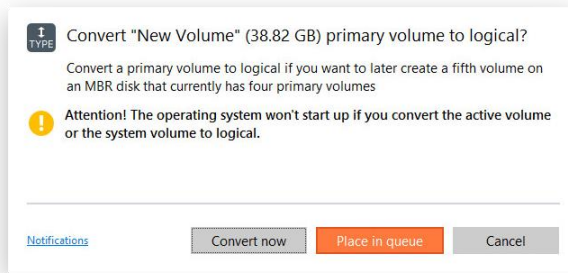 Convert "New Volume" (38.82 GB) primary volume to logical?
TYPE
Convert a primary volume to logical if you want to later create a fifth volume on
an MBR disk that currently has four primary volumes
Attention! The operating system won't start up if you convert the active volume
or the system volume to logical.
Notifications
Convert now
Place in queue
Cancel